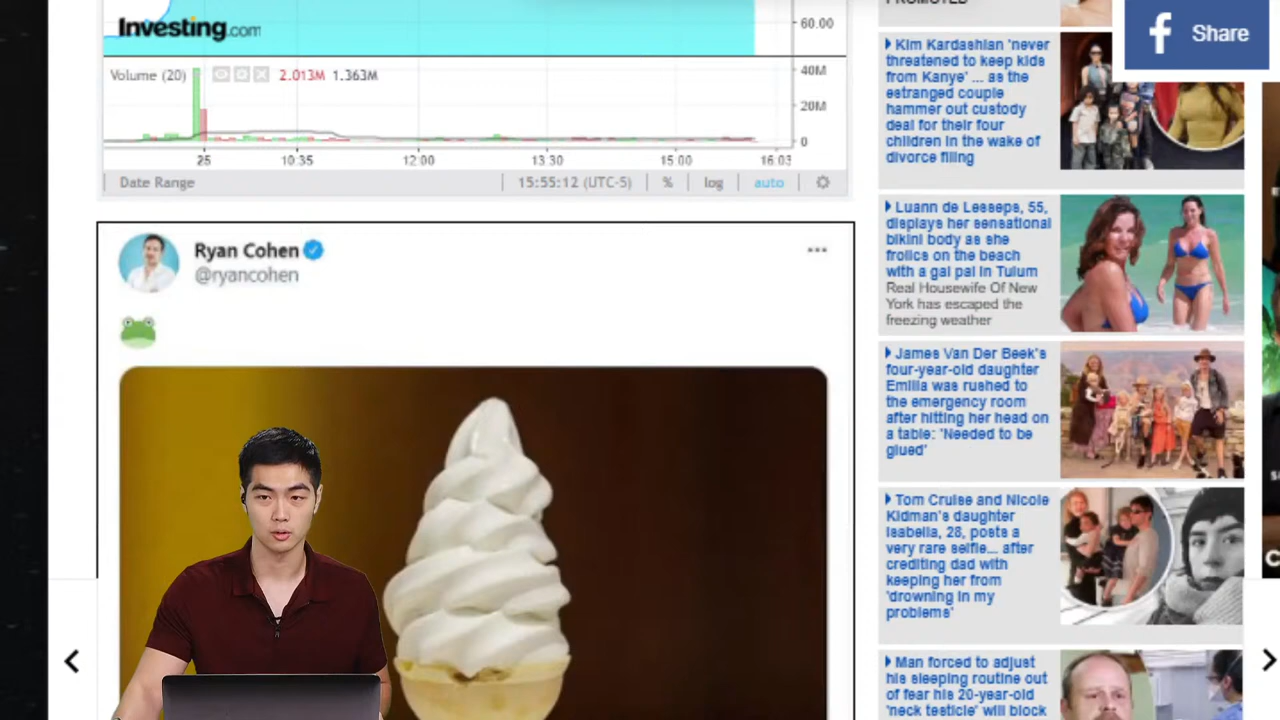 PROMOTED
Share
Investing.com
60.00
Volume (20)
2.013M 1.363M
40M
20M
0
25
10:35
12:00
13:30
15:00
16:03
Date Range
15:55:12 (UTC-5)
%
log
auto
Ryan Cohen
@ryancohen
Kim Kardashian 'never
threatened to keep kids
from Kanye' ... as the
estranged couple
hammer out custody
deal for their four
children in the wake of
divorce filing
Luann de Lesseps, 55,
displays her sensational
bikini body as she
frolics on the beach
with a gal pal in Tulum
Real Housewife Of New
York has escaped the
freezing weather
James Van Der Beek's
four-year-old daughter
Emilia was rushed to
the emergency room
after hitting her head on
a table: 'Needed to be
glued'
Tom Cruise and Nicole
Kidman's daughter
Isabella, 28, posts a
very rare selfie... after
crediting dad with
keeping her from
'drowning in my
problems'
Man forced to adjust
his sleeping routine out
of fear his 20-year-old
'neck testicle' will block